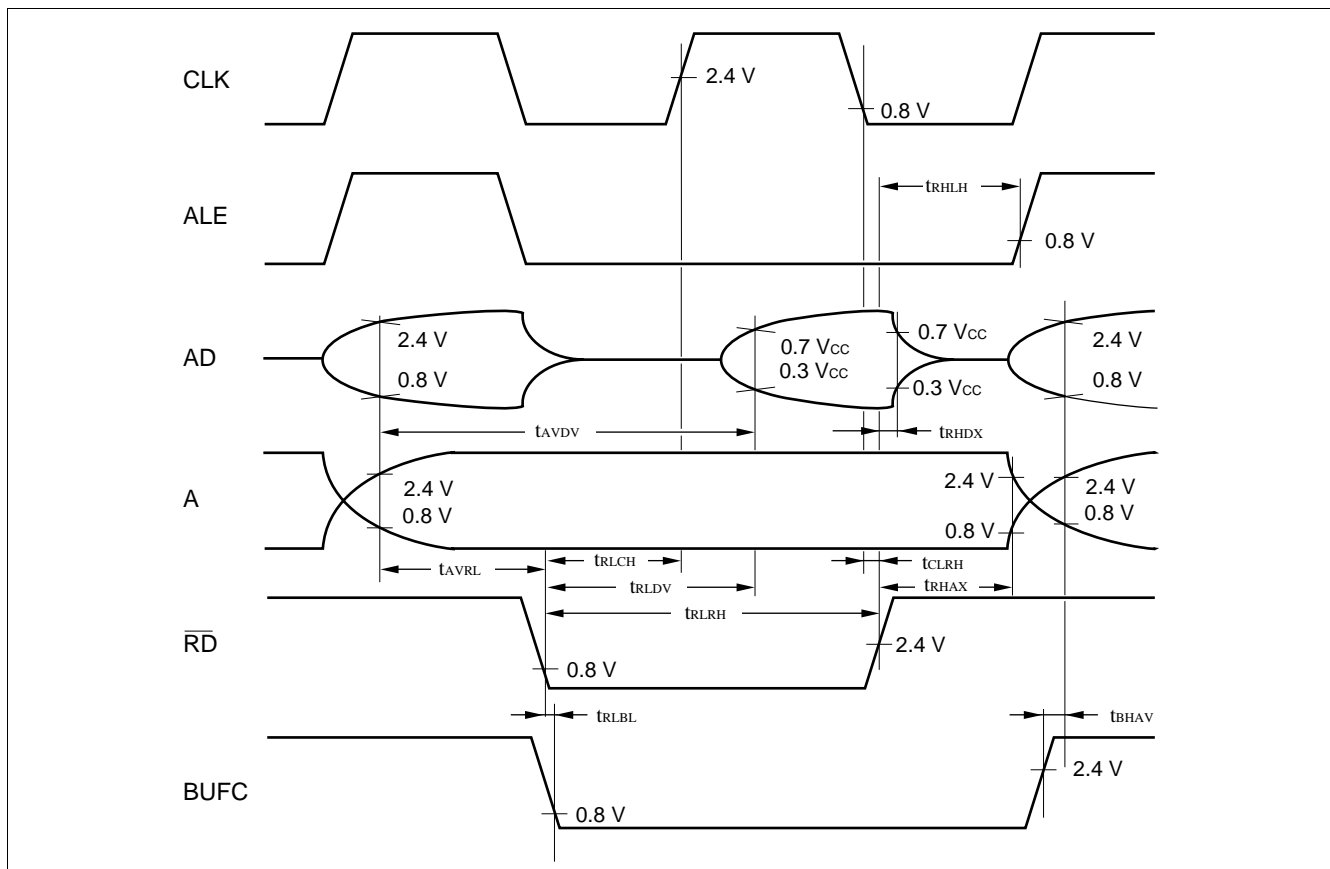 CLK
2.4 V
0.8 V
tRHLH
ALE
0.8 V
AD
2.4 V
0.8 V
0.7 VCC
0.3 VCC
0.7 VCC
0.3 VCC
2.4 V
0.8 V
tAVDV
tRHDX
A
2.4 V
0.8 V
2.4 V
0.8 V
2.4 V
0.8 V
tAVRL
tRLCH
tCLRH
tRLDV
tRHAX
tRLRH
RD
0.8 V
2.4 V
tRLBL
tBHAV
BUFC
0.8 V
2.4 V